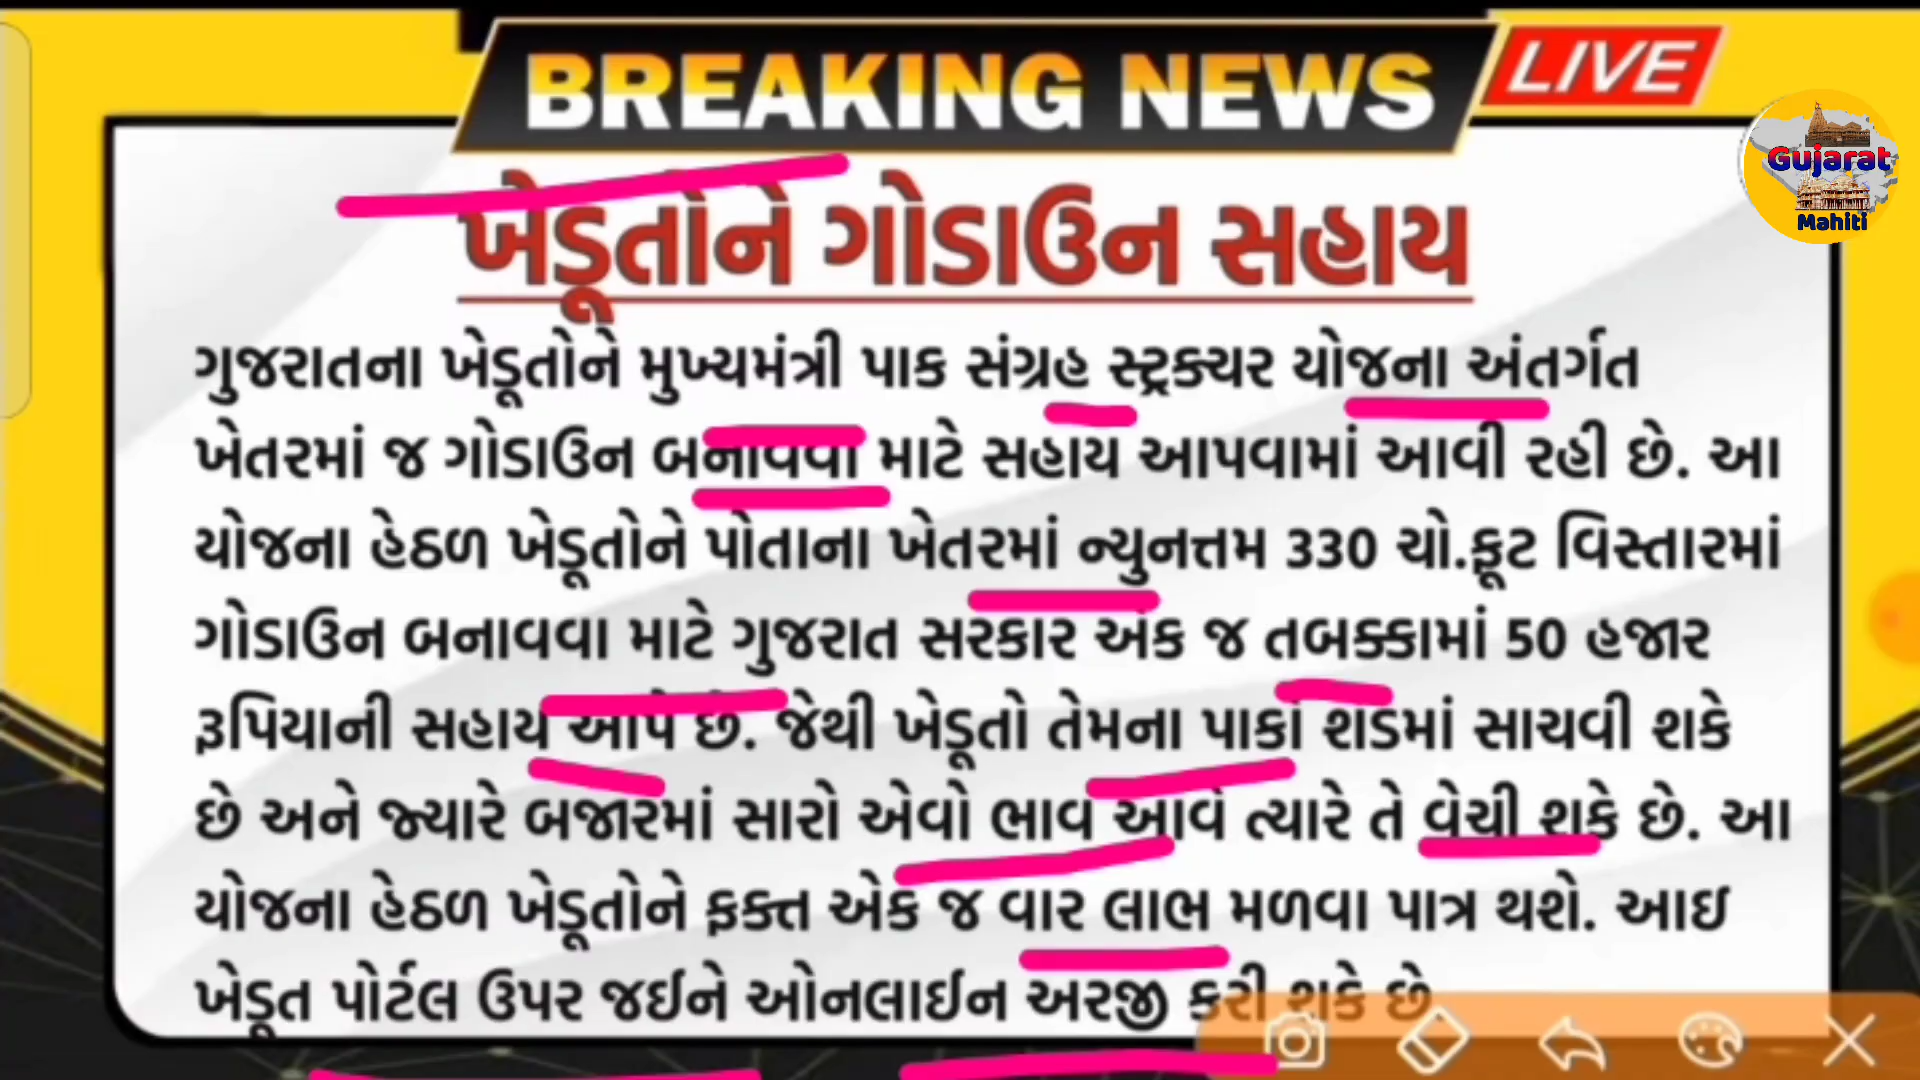 BREAKING NEWS
LIVE
Gujarat
Mahiti
ખેડૂતોને ગોડાઉન સહાય
ગુજરાતના ખેડૂતોને મુખ્યમંત્રી પાક સંગ્રહ સ્ટ્રક્ચર યોજના અંતર્ગત
ખેતરમાં જ ગોડાઉન બનાવવા માટે સહાય આપવામાં આવી રહી છે. આ
યોજના હેઠળ ખેડૂતોને પોતાના ખેતરમાં ન્યુનત્તમ 330 ચો.ફૂટ વિસ્તારમાં
ગોડાઉન બનાવવા માટે ગુજરાત સરકાર એક જ તબક્કામાં 50 હજાર
રૂપિયાની સહાય આપે છે. જેથી ખેડૂતો તેમના પાકો શેડમાં સાચવી શકે
છે અને જ્યારે બજારમાં સારો એવો ભાવ આવે ત્યારે તે વેચી શકે છે. આ
યોજના હેઠળ ખેડૂતોને ફક્ત એક જ વાર લાભ મળવા પાત્ર થશે. આઇ
ખેડૂત પોર્ટલ ઉપર જઈને ઓનલાઈન અરજી કરી શકે છે